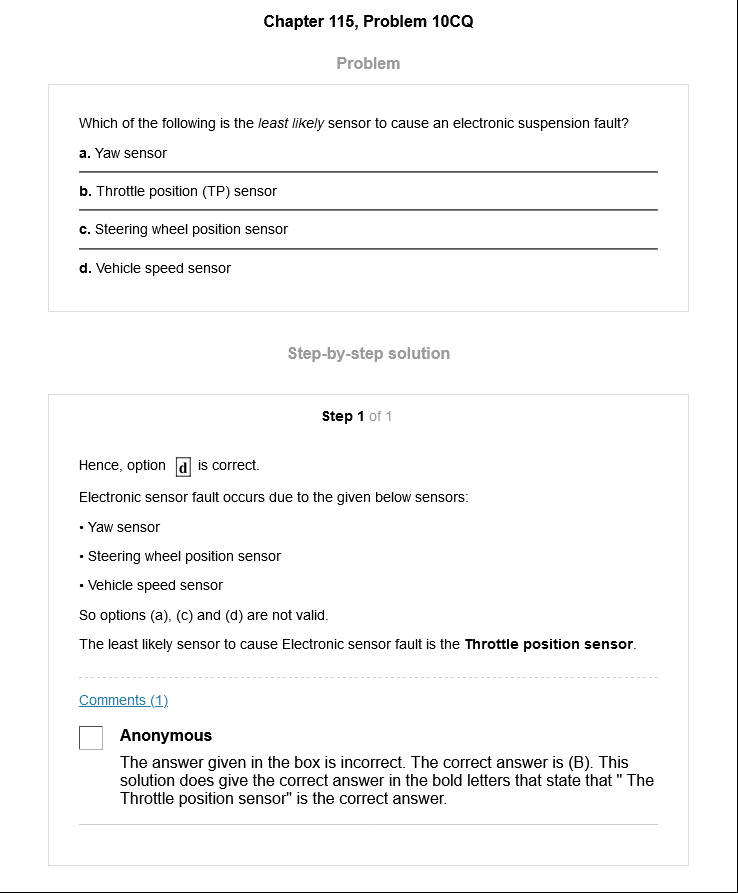 Chapter 115, Problem 10CQ
Problem
Which of the following is the least likely sensor to cause an electronic suspension fault?
a. Yaw sensor
b. Throttle position (TP) sensor
c. Steering wheel position sensor
d. Vehicle speed sensor
Step-by-step solution
Step 1 of 1
Hence, option d is correct.
Electronic sensor fault occurs due to the given below sensors:
• Yaw sensor
• Steering wheel position sensor
• Vehicle speed sensor
So options (a), (c) and (d) are not valid.
The least likely sensor to cause Electronic sensor fault is the Throttle position sensor.
Comments (1)
Anonymous
The answer given in the box is incorrect. The correct answer is (B). This
solution does give the correct answer in the bold letters that state that " The
Throttle position sensor" is the correct answer.